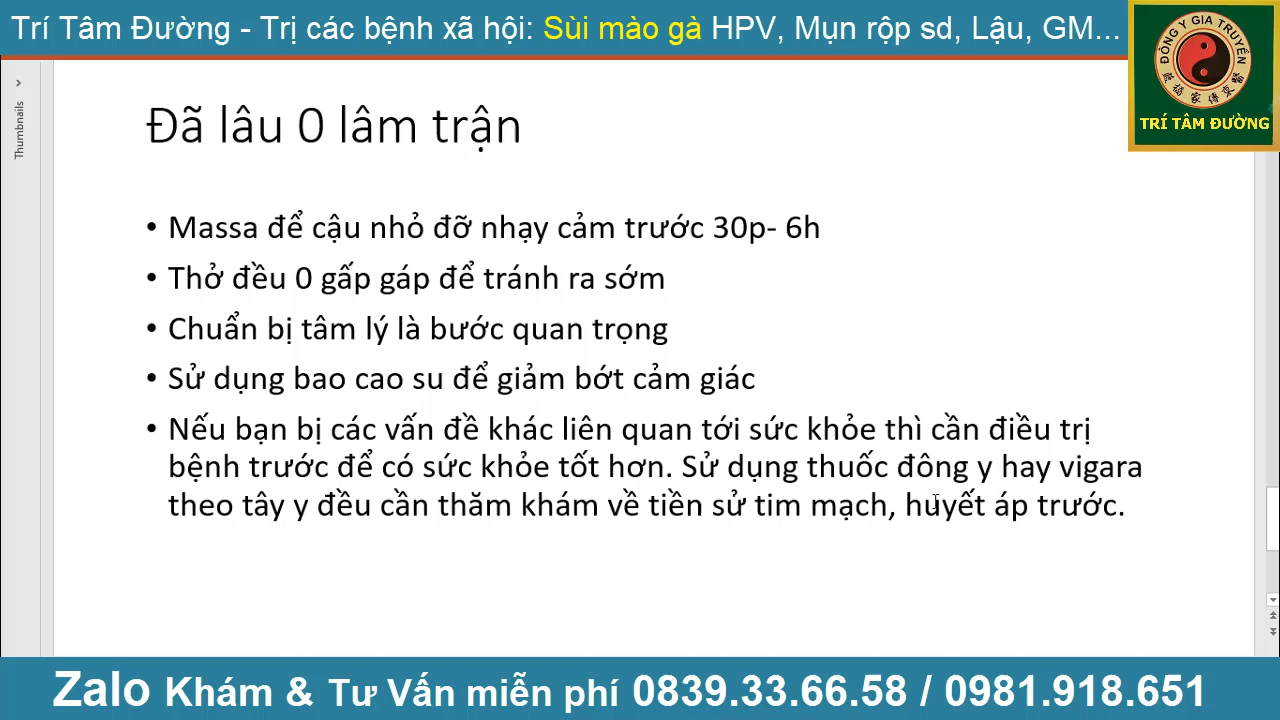 Trí Tâm Đường - Trị các bệnh xã hội: Sùi mào gà HPV, Mụn rộp sd, Lậu, GM...
ĐÔNG Y GIA TRUYỀN
TRÍ TÂM ĐƯỜNG
Thumbnails
Đã lâu 0 lâm trận
• Massa để cậu nhỏ đỡ nhạy cảm trước 30p- 6h
• Thở đều 0 gấp gáp để tránh ra sớm
• Chuẩn bị tâm lý là bước quan trọng
• Sử dụng bao cao su để giảm bớt cảm giác
• Nếu bạn bị các vấn đề khác liên quan tới sức khỏe thì cần điều trị
bệnh trước để có sức khỏe tốt hơn. Sử dụng thuốc đông y hay vigara
theo tây y đều cần thăm khám về tiền sử tim mạch, huyết áp trước.
Zalo Khám & Tư Vấn miễn phí 0839.33.66.58 / 0981.918.651